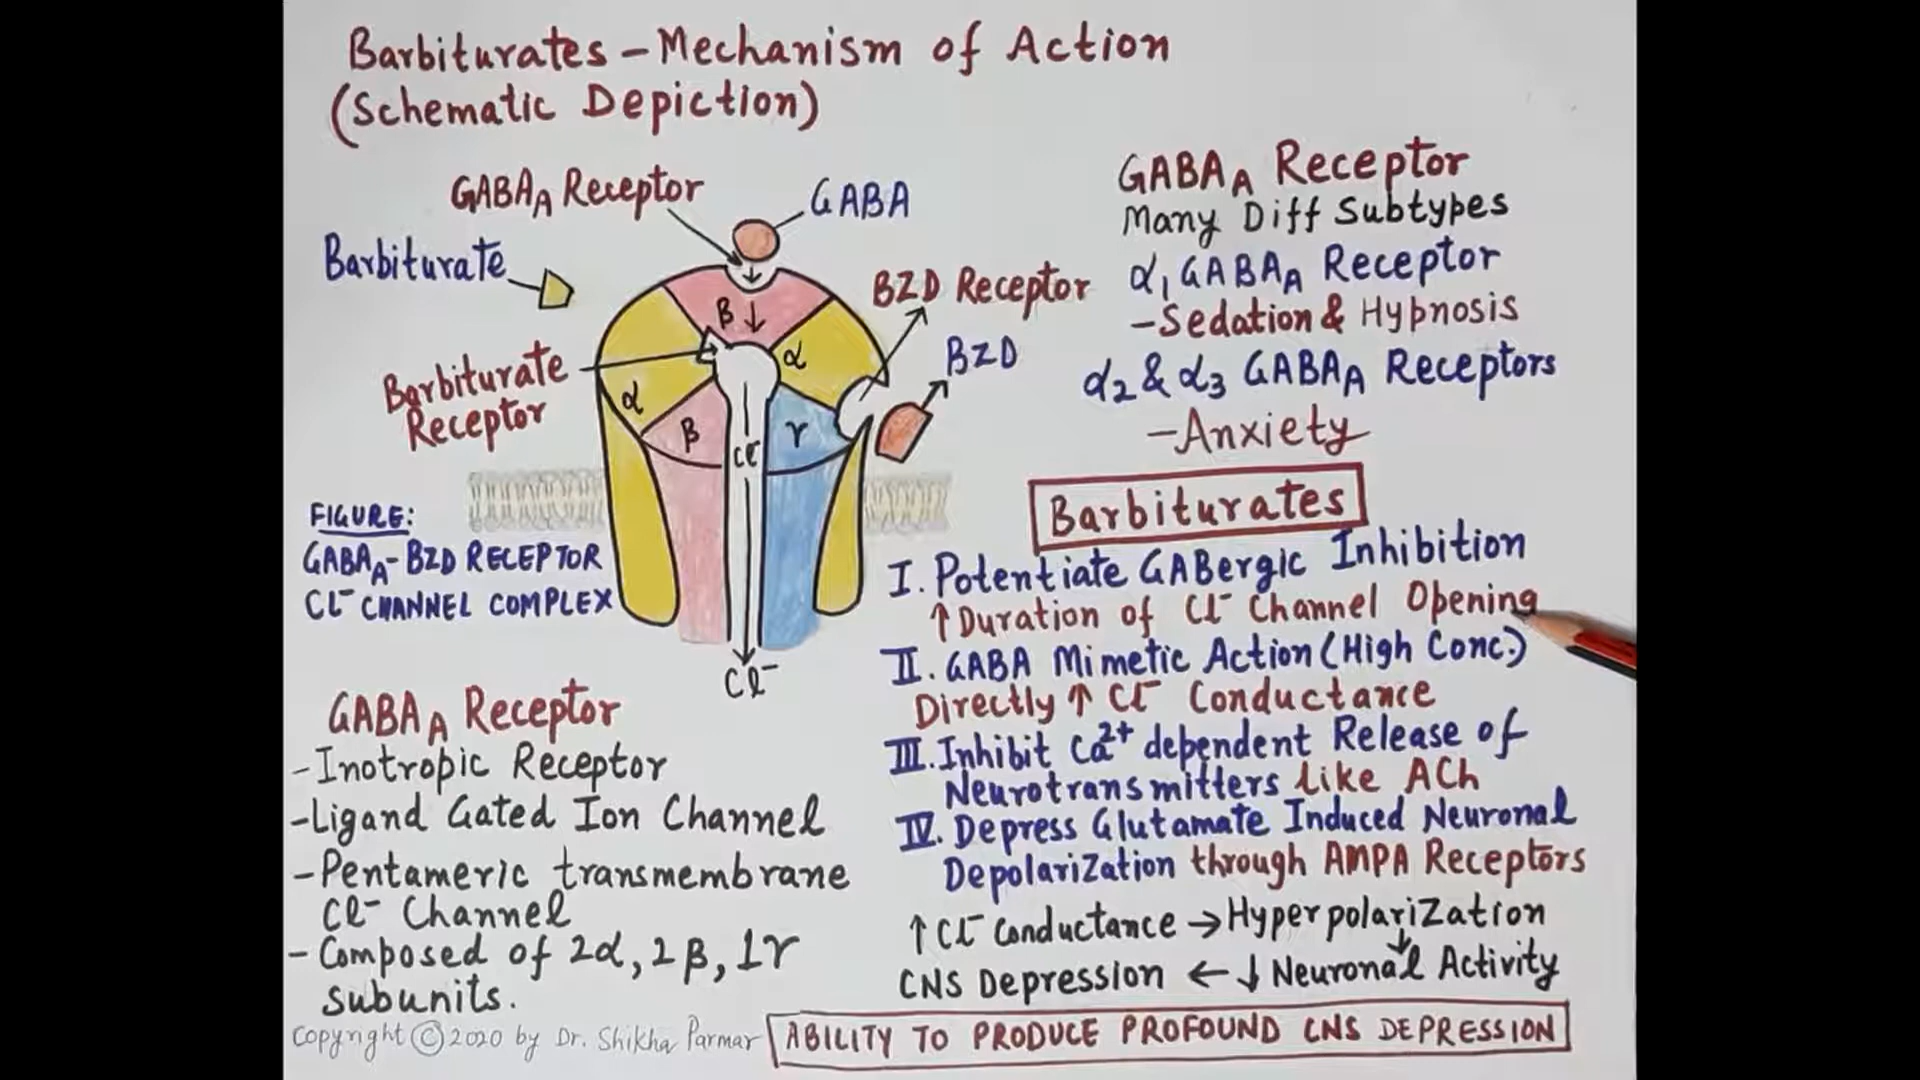 Barbiturates – Mechanism of Action
(Schematic Depiction)
GABAA Receptor
GABA
Barbiturate
BZD Receptor
BZD
Barbiturate
Receptor
β
α
α
β
γ
Cl-
Cl-
FIGURE:
GABAA-BZD RECEPTOR
Cl- CHANNEL COMPLEX
GABAA Receptor
-Inotropic Receptor
-Ligand Gated Ion Channel
-Pentameric transmembrane
Cl- Channel
-Composed of 2α, 2β, 1γ
subunits.
Copyright © 2020 by Dr. Shikha Parmar
GABAA Receptor
Many Diff Subtypes
α1 GABAA Receptor
-Sedation & Hypnosis
α2 & α3 GABAA Receptors
-Anxiety
Barbiturates
I. Potentiate GABergic Inhibition
↑ Duration of Cl- Channel Opening
II. GABA Mimetic Action (High Conc.)
Directly ↑ Cl- Conductance
III. Inhibit Ca2+ dependent Release of
Neurotransmitters like ACh
IV. Depress Glutamate Induced Neuronal
Depolarization through AMPA Receptors
↑ Cl- Conductance → Hyperpolarization
↓
CNS Depression ← ↓ Neuronal Activity
ABILITY TO PRODUCE PROFOUND CNS DEPRESSION